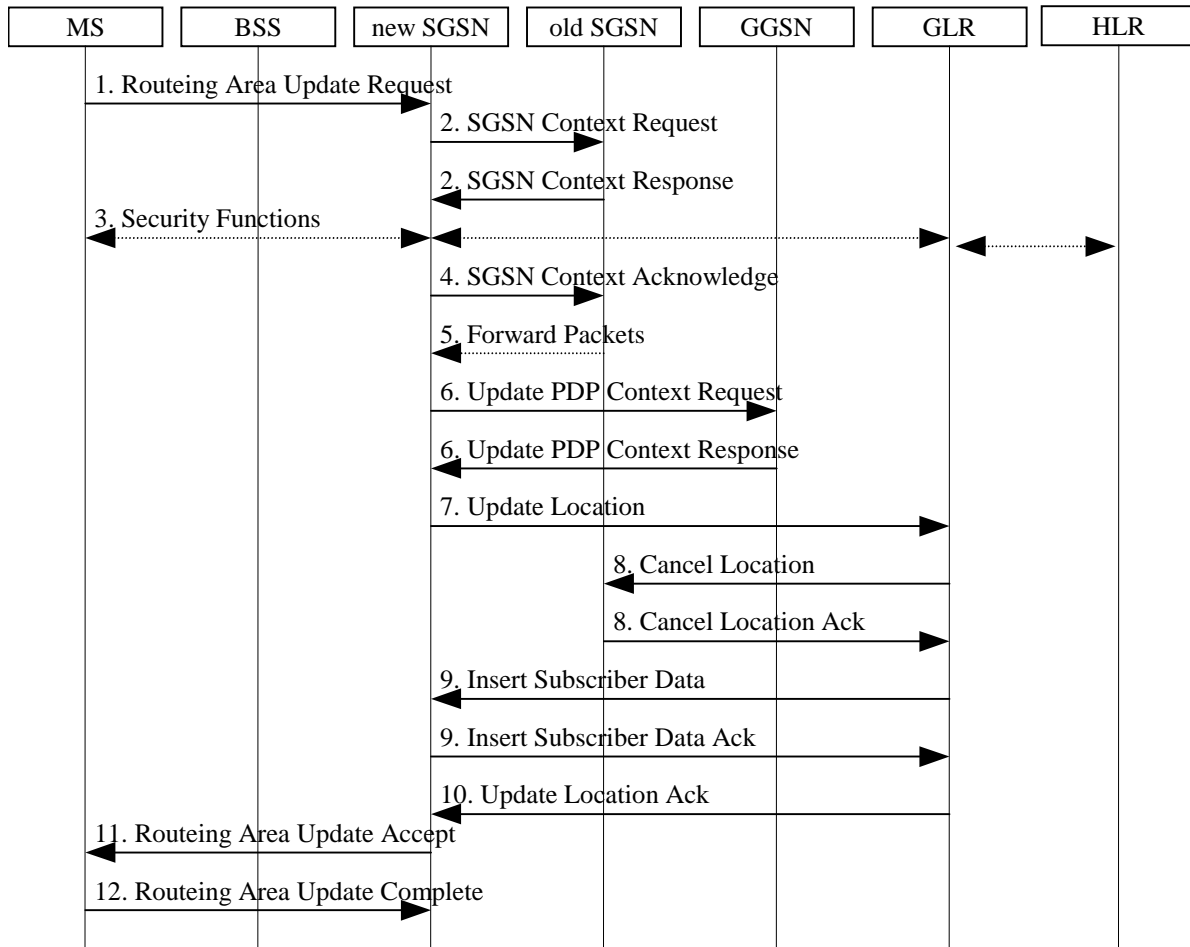 MS BSS new SGSN old SGSN GGSN GLR HLR
1. Routeing Area Update Request
2. SGSN Context Request
2. SGSN Context Response
3. Security Functions
4. SGSN Context Acknowledge
5. Forward Packets
6. Update PDP Context Request
6. Update PDP Context Response
7. Update Location
8. Cancel Location
8. Cancel Location Ack
9. Insert Subscriber Data
9. Insert Subscriber Data Ack
10. Update Location Ack
11. Routeing Area Update Accept
12. Routeing Area Update Complete